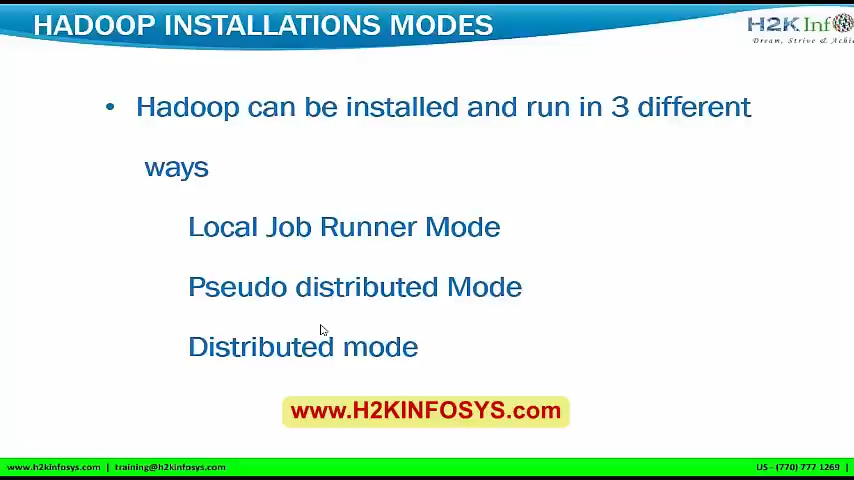 HADOOP INSTALLATIONS MODES
H2K Inf
Dream, Strive & Achi
• Hadoop can be installed and run in 3 different
ways
Local Job Runner Mode
Pseudo distributed Mode
Distributed mode
www.H2KINFOSYS.com
www.h2kinfosys.com | training@h2kinfosys.com
US - (770) 777 1269 |